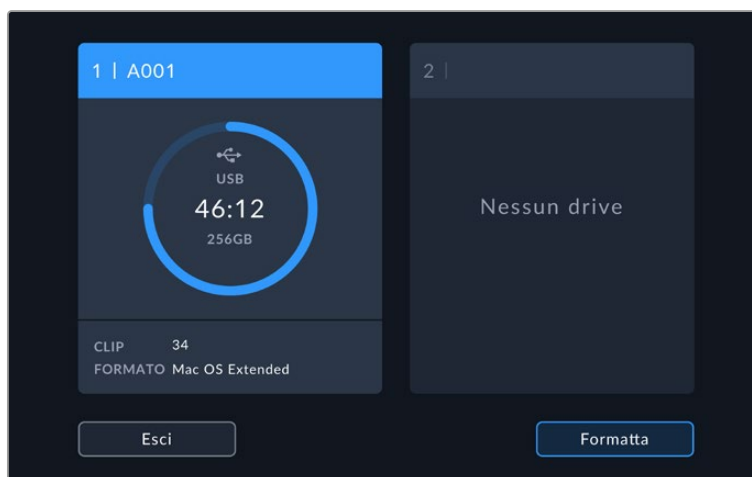 1 | A001
USB
46:12
256GB
CLIP 34
FORMATO Mac OS Extended
2 |
Nessun drive
Esci
Formatta